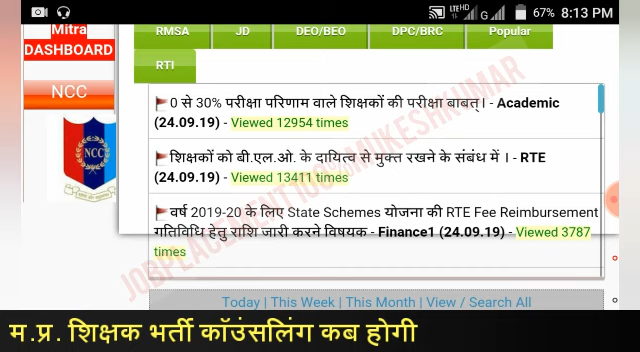 67% 8:13 PM
Mitra
DASHBOARD
NCC
NCC
RMSA JD DEO/BEO DPC/BRC Popular
RTI
0 से 30% परीक्षा परिणाम वाले शिक्षकों की परीक्षा बाबत्। - Academic
(24.09.19) - Viewed 12954 times
शिक्षकों को बी.एल.ओ. के दायित्व से मुक्त रखने के संबंध में । - RTE
(24.09.19) - Viewed 13411 times
वर्ष 2019-20 के लिए State Schemes योजना की RTE Fee Reimbursement
गतिविधि हेतु राशि जारी करने विषयक - Finance1 (24.09.19) - Viewed 3787
times
JOBPLACEMENT100%MUKESHKUMAR
Today | This Week | This Month | View / Search All
म.प्र. शिक्षक भर्ती कॉउंसलिंग कब होगी